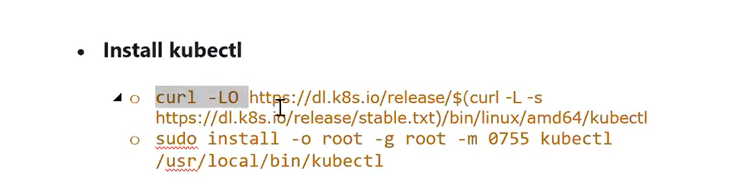 Install kubectl
curl -LO https://dl.k8s.io/release/$(curl -L -s
https://dl.k8s.io/release/stable.txt)/bin/linux/amd64/kubectl
sudo install -o root -g root -m 0755 kubectl
/usr/local/bin/kubectl